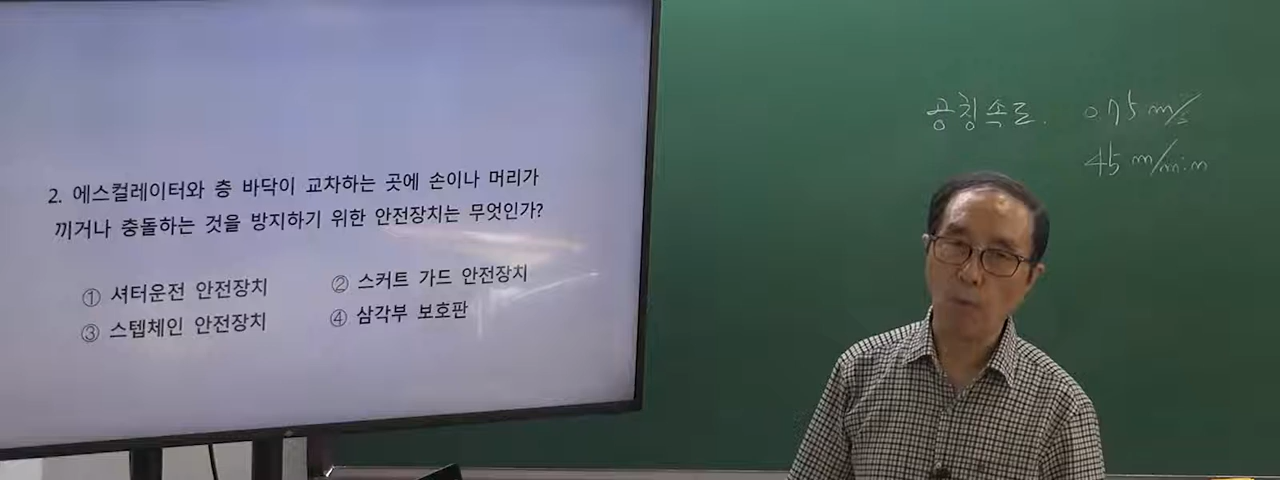 2. 에스컬레이터와 층 바닥이 교차하는 곳에 손이나 머리가
끼거나 충돌하는 것을 방지하기 위한 안전장치는 무엇인가?
① 셔터운전 안전장치 ② 스커트 가드 안전장치
③ 스텝체인 안전장치 ④ 삼각부 보호판
공칭속도. 0.75 m/s
45 m/min